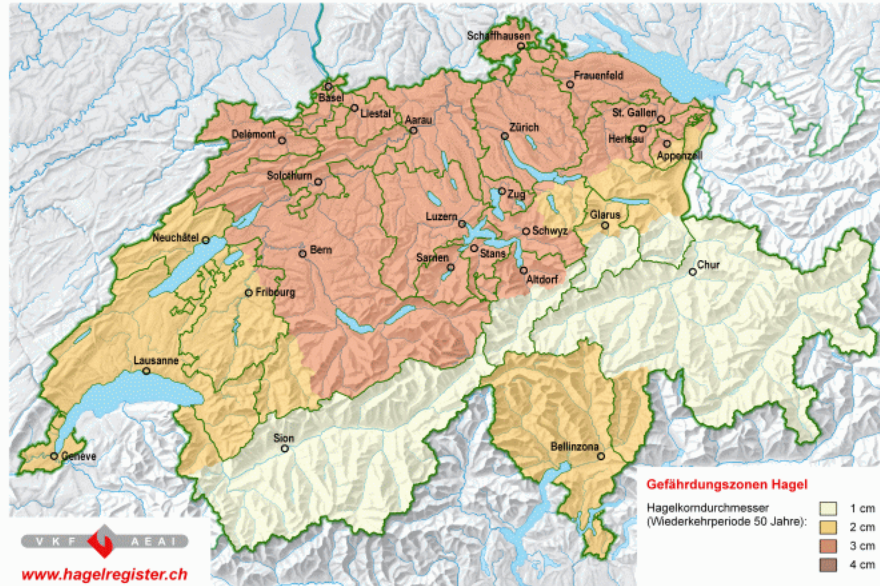 Schaffhausen
Frauenfeld
Basel
Liestal
Aarau
St. Gallen
Delémont
Zürich
Herisau
Appenzell
Solothurn
Zug
Luzern
Glarus
Neuchâtel
Schwyz
Bern
Sarnen
Stans
Altdorf
Chur
Fribourg
Lausanne
Sion
Bellinzona
Genève
Gefährdungszonen Hagel
Hagelkorndurchmesser
(Wiederkehrperiode 50 Jahre):
1 cm
2 cm
3 cm
4 cm
VKF AEAI
www.hagelregister.ch